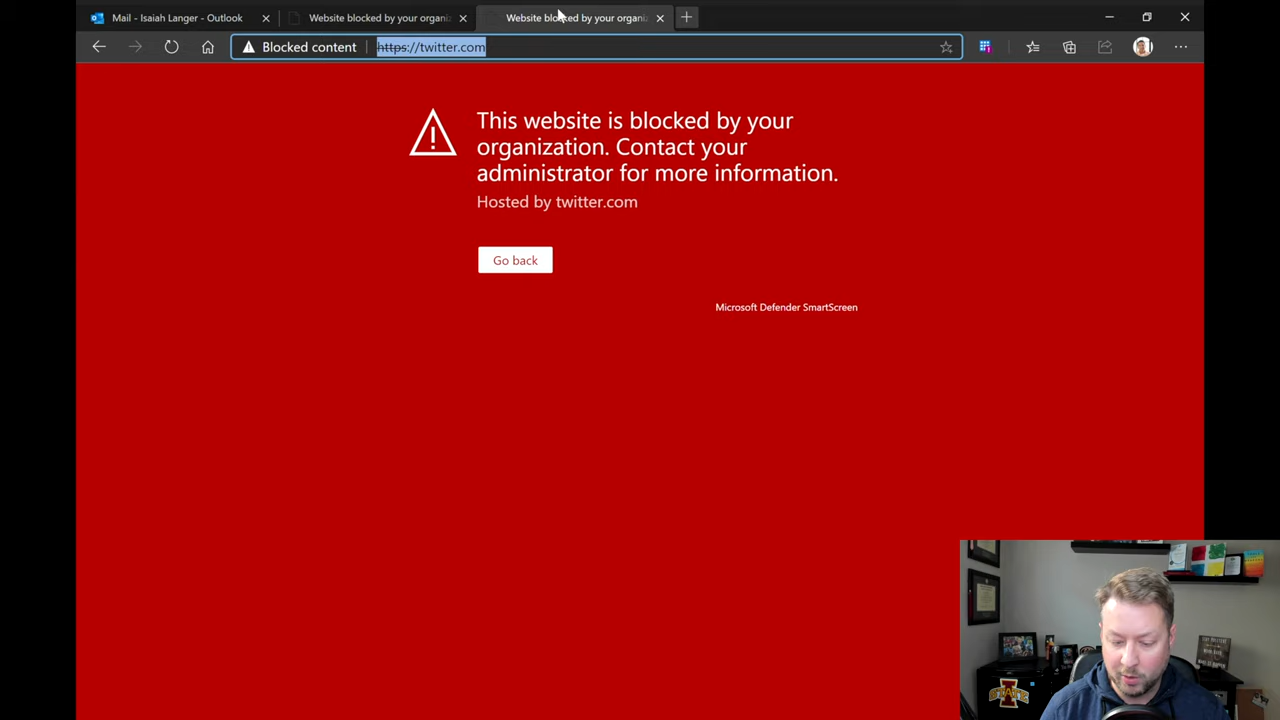 Mail - Isaiah Langer - Outlook
Website blocked by your organi
Website blocked by your organi
Blocked content
https://twitter.com
This website is blocked by your
organization. Contact your
administrator for more information.
Hosted by twitter.com
Go back
Microsoft Defender SmartScreen
STATE